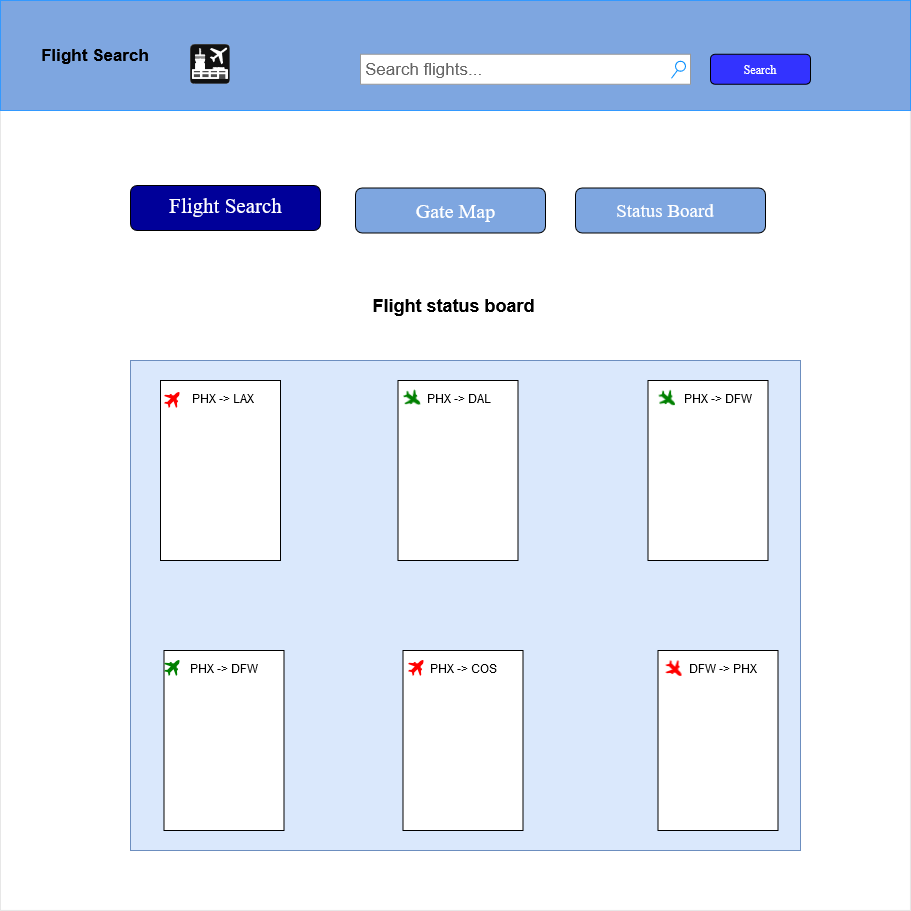 Flight Search
Search flights...
Search
Flight Search
Gate Map
Status Board
Flight status board
PHX -> LAX
PHX -> DAL
PHX -> DFW
PHX -> DFW
PHX -> COS
DFW -> PHX